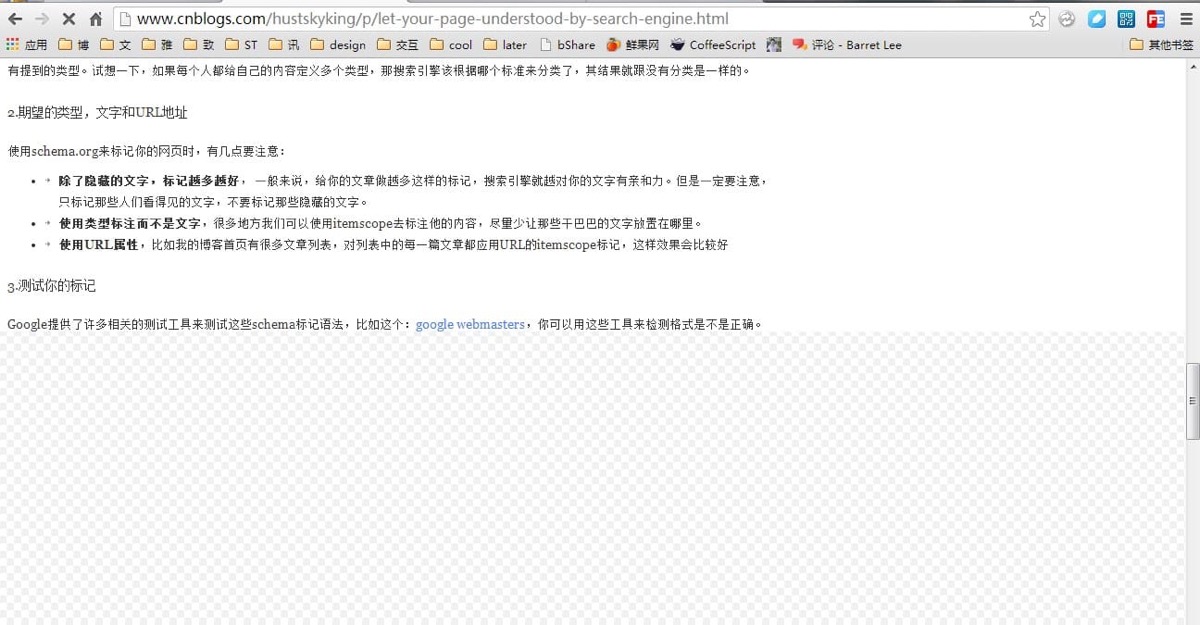 www.cnblogs.com/hustskyking/p/let-your-page-understood-by-search-engine.html
应用 博 文 雅 致 ST 讯 design 交互 cool later bShare 鲜果网 CoffeeScript 评论 - Barret Lee 其他书签
有提到的类型。试想一下，如果每个人都给自己的内容定义多个类型，那搜索引擎该根据哪个标准来分类了，其结果就跟没有分类是一样的。
2.期望的类型，文字和URL地址
使用schema.org来标记你的网页时，有几点要注意：
除了隐藏的文字，标记越多越好， 一般来说，给你的文章做越多这样的标记，搜索引擎就越对你的文字有亲和力。但是一定要注意，
只标记那些人们看得见的文字，不要标记那些隐藏的文字。
使用类型标注而不是文字，很多地方我们可以使用itemscope去标注他的内容，尽量少让那些干巴巴的文字放置在哪里。
使用URL属性，比如我的博客首页有很多文章列表，对列表中的每一篇文章都应用URL的itemscope标记，这样效果会比较好
3.测试你的标记
Google提供了许多相关的测试工具来测试这些schema标记语法，比如这个：google webmasters，你可以用这些工具来检测格式是不是正确。